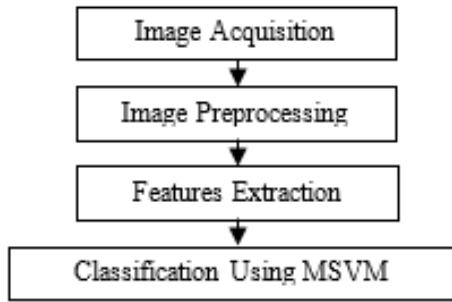 Image Acquisition
Image Preprocessing
Features Extraction
Classification Using MSVM